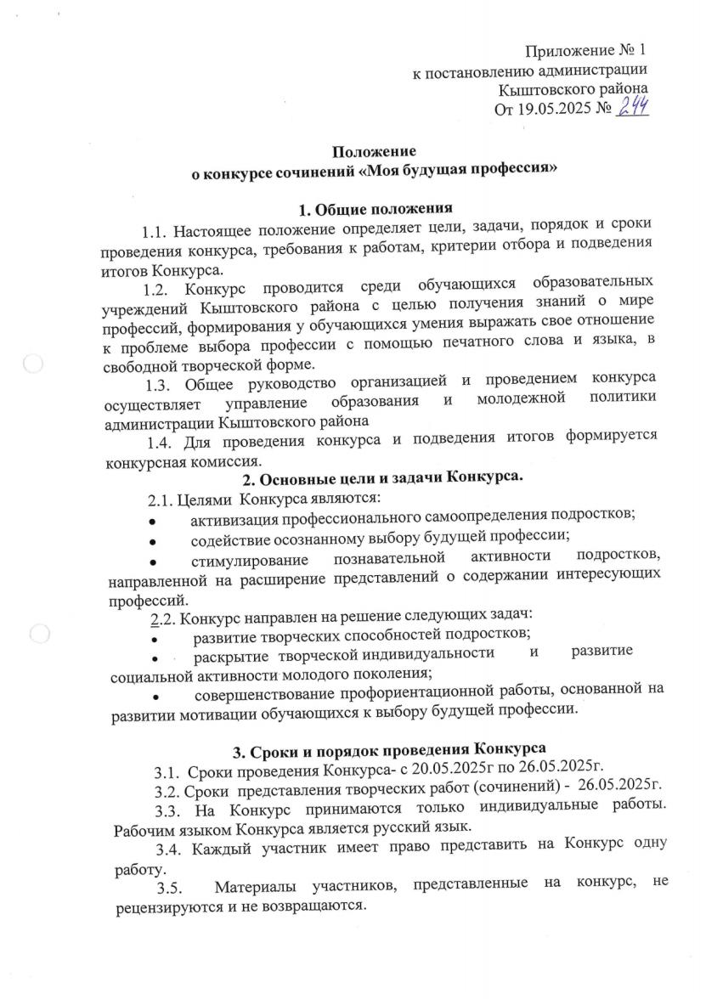 Приложение № 1
к постановлению администрации
Кыштовского района
От 19.05.2025 № 244
Положение
о конкурсе сочинений «Моя будущая профессия»
1. Общие положения
1.1. Настоящее положение определяет цели, задачи, порядок и сроки
проведения конкурса, требования к работам, критерии отбора и подведения
итогов Конкурса.
1.2. Конкурс проводится среди обучающихся образовательных
учреждений Кыштовского района с целью получения знаний о мире
профессий, формирования у обучающихся умения выражать свое отношение
к проблеме выбора профессии с помощью печатного слова и языка, в
свободной творческой форме.
1.3. Общее руководство организацией и проведением конкурса
осуществляет управление образования и молодежной политики
администрации Кыштовского района
1.4. Для проведения конкурса и подведения итогов формируется
конкурсная комиссия.
2. Основные цели и задачи Конкурса.
2.1. Целями Конкурса являются:
• активизация профессионального самоопределения подростков;
• содействие осознанному выбору будущей профессии;
• стимулирование познавательной активности подростков,
направленной на расширение представлений о содержании интересующих
профессий.
2.2. Конкурс направлен на решение следующих задач:
• развитие творческих способностей подростков;
• раскрытие творческой индивидуальности и развитие
социальной активности молодого поколения;
• совершенствование профориентационной работы, основанной на
развитии мотивации обучающихся к выбору будущей профессии.
3. Сроки и порядок проведения Конкурса
3.1. Сроки проведения Конкурса- с 20.05.2025г по 26.05.2025г.
3.2. Сроки представления творческих работ (сочинений) - 26.05.2025г.
3.3. На Конкурс принимаются только индивидуальные работы.
Рабочим языком Конкурса является русский язык.
3.4. Каждый участник имеет право представить на Конкурс одну
работу.
3.5. Материалы участников, представленные на конкурс, не
рецензируются и не возвращаются.